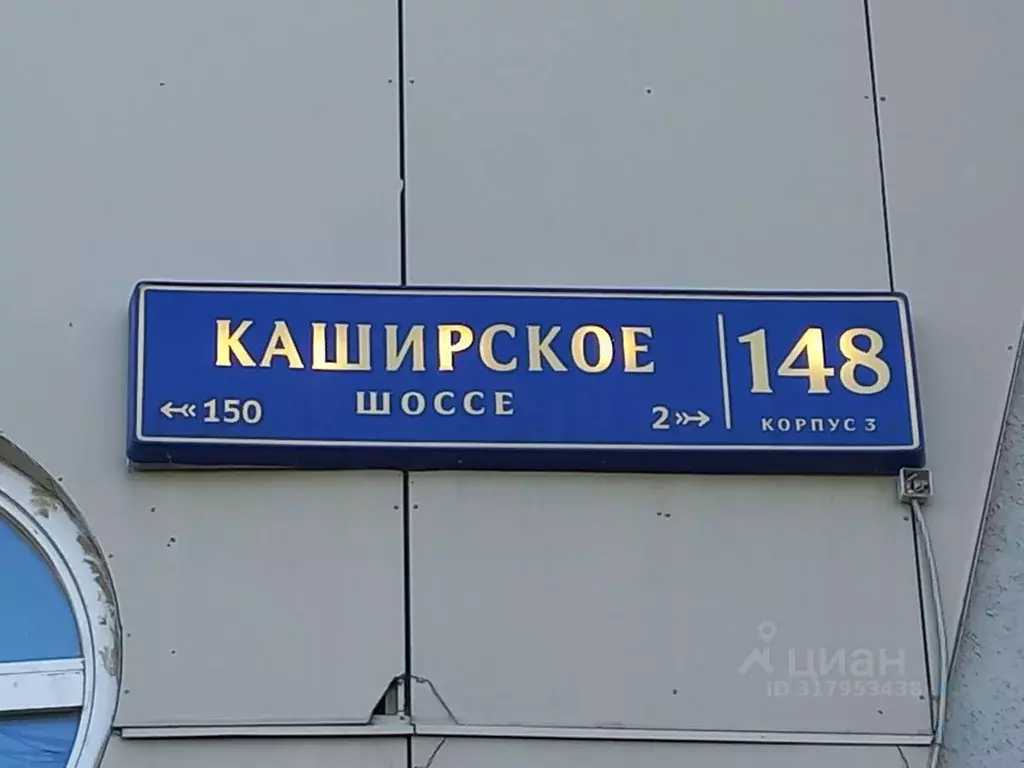 КАШИРСКОЕ
ШОССЕ
←« 150
2 »→
148
КОРПУС 3
циан
ID 317953438